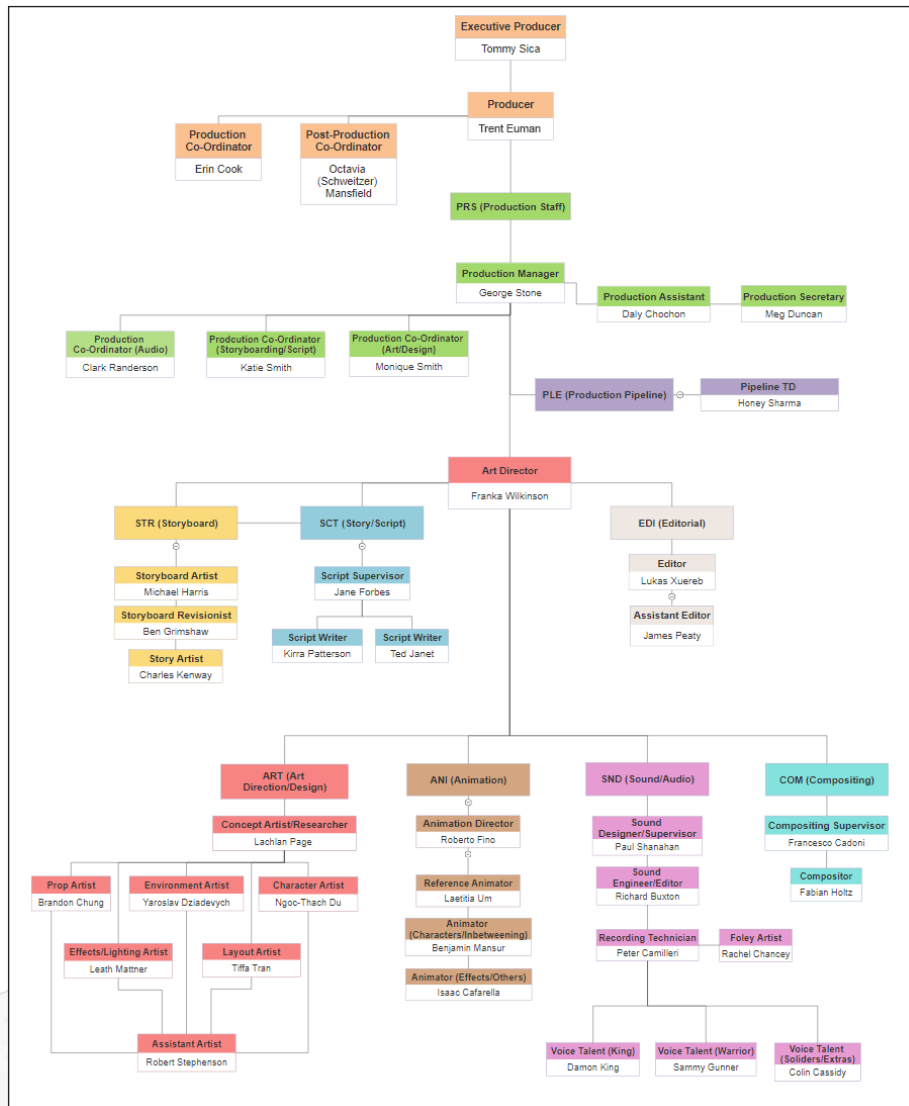 Executive Producer
Tommy Sica
Producer
Trent Euman
Production
Co-Ordinator
Erin Cook
Post-Production
Co-Ordinator
Octavia
(Schweitzer)
Mansfield
PRS (Production Staff)
Production Manager
George Stone
Production Assistant
Daly Chochon
Production Secretary
Meg Duncan
Production
Co-Ordinator (Audio)
Clark Randerson
Prodcution Co-Ordinator
(Storyboarding/Script)
Katie Smith
Production Co-Ordinator
(Art/Design)
Monique Smith
PLE (Production Pipeline)
Pipeline TD
Honey Sharma
Art Director
Franka Wilkinson
STR (Storyboard)
SCT (Story/Script)
EDI (Editorial)
Storyboard Artist
Michael Harris
Storyboard Revisionist
Ben Grimshaw
Story Artist
Charles Kenway
Script Supervisor
Jane Forbes
Script Writer
Kirra Patterson
Script Writer
Ted Janet
Editor
Lukas Xuereb
Assistant Editor
James Peaty
ART (Art
Direction/Design)
Concept Artist/Researcher
Lachlan Page
Prop Artist
Brandon Chung
Environment Artist
Yaroslav Dziadevych
Character Artist
Ngoc-Thach Du
Effects/Lighting Artist
Leath Mattner
Layout Artist
Tiffa Tran
Assistant Artist
Robert Stephenson
ANI (Animation)
Animation Director
Roberto Fino
Reference Animator
Laetitia Um
Animator
(Characters/Inbetweening)
Benjamin Mansur
Animator (Effects/Others)
Isaac Cafarella
SND (Sound/Audio)
Sound
Designer/Supervisor
Paul Shanahan
Sound
Engineer/Editor
Richard Buxton
Recording Technician
Peter Camilleri
Foley Artist
Rachel Chancey
Voice Talent (King)
Damon King
Voice Talent (Warrior)
Sammy Gunner
Voice Talent
(Soliders/Extras)
Colin Cassidy
COM (Compositing)
Compositing Supervisor
Francesco Cadoni
Compositor
Fabian Holtz